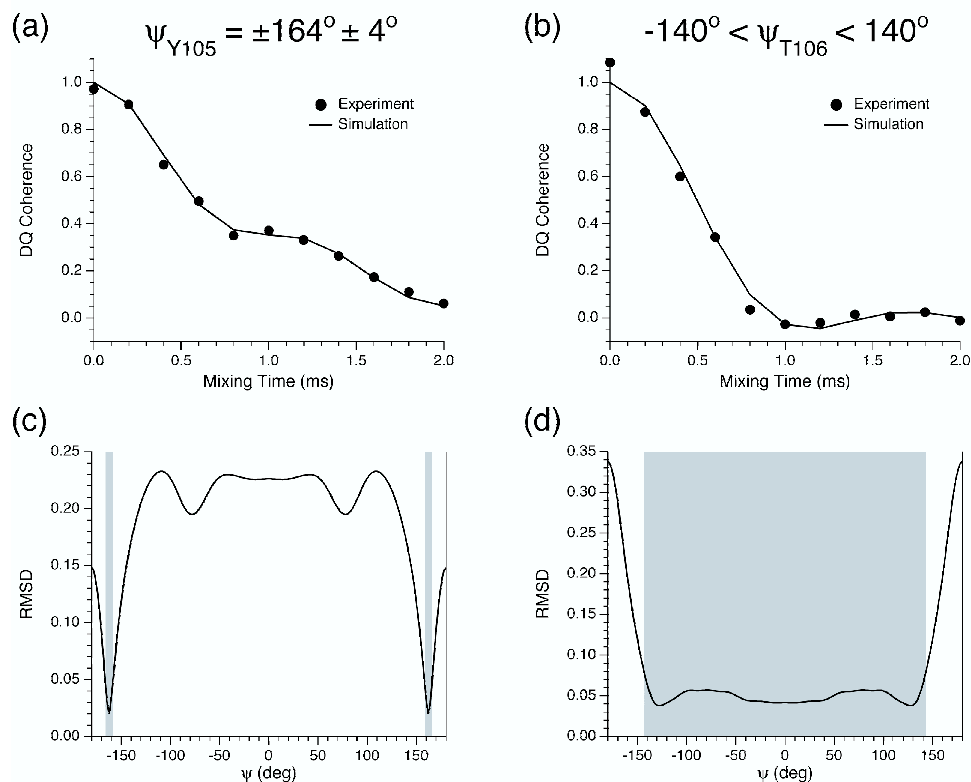 (a) ψY105 = ±164° ± 4°
1.0
0.8
0.6
0.4
0.2
0.0
DQ Coherence
Experiment
Simulation
0.0 0.5 1.0 1.5 2.0
Mixing Time (ms)
(b) -140° < ψT106 < 140°
1.0
0.8
0.6
0.4
0.2
0.0
DQ Coherence
Experiment
Simulation
0.0 0.5 1.0 1.5 2.0
Mixing Time (ms)
(c)
0.25
0.20
0.15
0.10
0.05
0.00
RMSD
-150 -100 -50 0 50 100 150
ψ (deg)
(d)
0.35
0.30
0.25
0.20
0.15
0.10
0.05
0.00
RMSD
-150 -100 -50 0 50 100 150
ψ (deg)